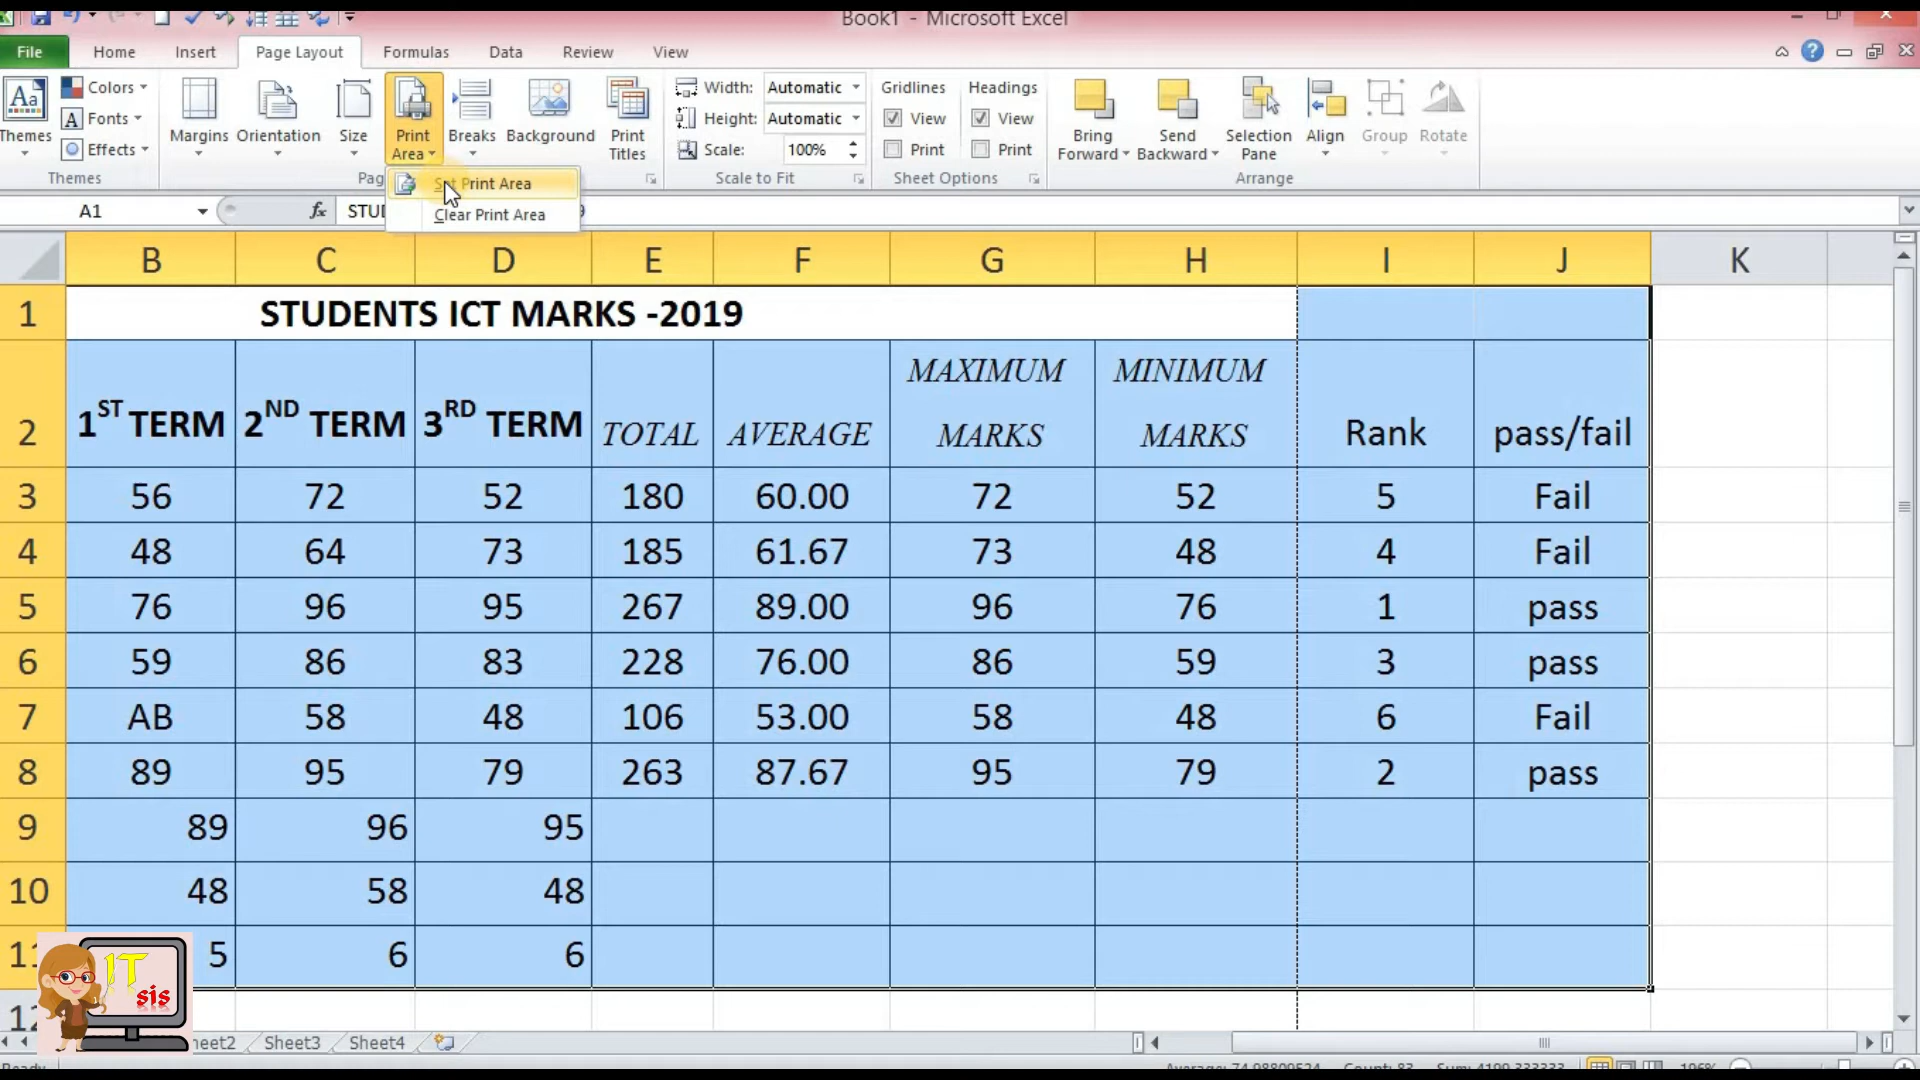 Book1 - Microsoft Excel
File Home Insert Page Layout Formulas Data Review View
Aa Themes
Colors
A Fonts
Effects
Margins
Orientation
Size
Print Area
Breaks
Background
Print Titles
Width: Automatic
Height: Automatic
Scale: 100%
Gridlines
View
Print
Headings
View
Print
Bring Forward
Send Backward
Selection Pane
Align
Group
Rotate
Themes
Scale to Fit
Sheet Options
Arrange
Set Print Area
Clear Print Area
A1 fx
B C D E F G H I J K
1 STUDENTS ICT MARKS -2019
2 1ST TERM 2ND TERM 3RD TERM TOTAL AVERAGE MAXIMUM MARKS MINIMUM MARKS Rank pass/fail
3 56 72 52 180 60.00 72 52 5 Fail
4 48 64 73 185 61.67 73 48 4 Fail
5 76 96 95 267 89.00 96 76 1 pass
6 59 86 83 228 76.00 86 59 3 pass
7 AB 58 48 106 53.00 58 48 6 Fail
8 89 95 79 263 87.67 95 79 2 pass
9 89 96 95
10 48 58 48
11 5 6 6
12
IT
sis
Sheet3 Sheet4